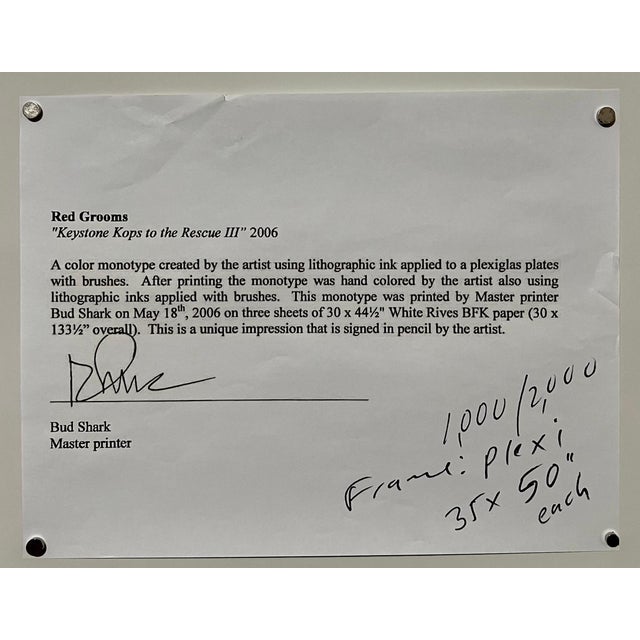 Red Grooms
"Keystone Kops to the Rescue III" 2006
A color monotype created by the artist using lithographic ink applied to a plexiglas plates
with brushes. After printing the monotype was hand colored by the artist also using
lithographic inks applied with brushes. This monotype was printed by Master printer
Bud Shark on May 18th, 2006 on three sheets of 30 x 44½" White Rives BFK paper (30 x
133½” overall). This is a unique impression that is signed in pencil by the artist.
Bud Shark
Master printer
1,000/2,000
Frame: plexi
35x 50"
each